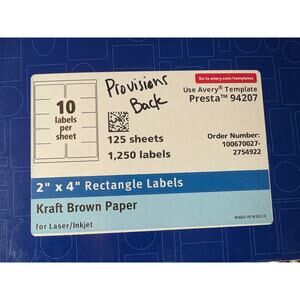 Go to avery.com/templates
Provisions
Back
Use Avery® Template
Presta™ 94207
10
labels
per
sheet
125 sheets
1,250 labels
Order Number:
100670027-
2754922
2" x 4" Rectangle Labels
Kraft Brown Paper
for Laser/Inkjet
MADE IN MEXICO